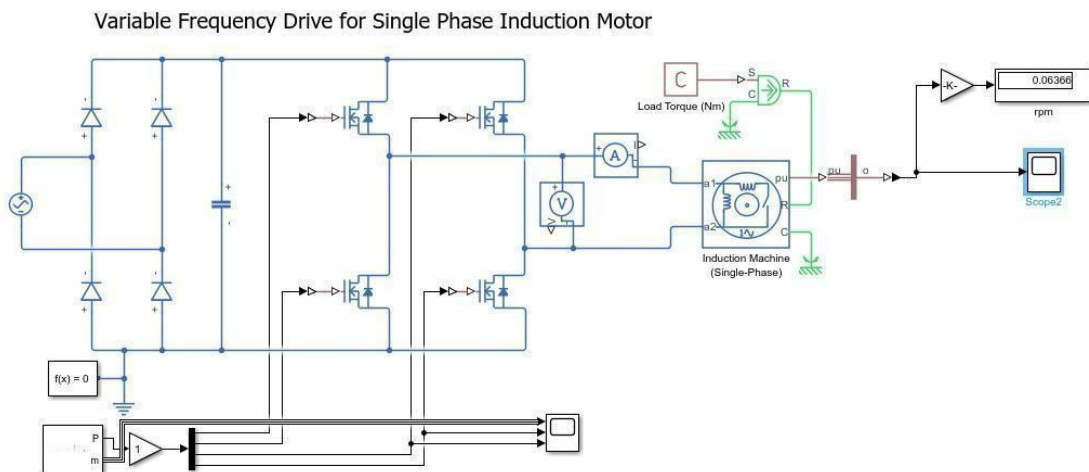 Variable Frequency Drive for Single Phase Induction Motor
C
S
C
R
Load Torque (Nm)
-K-
0.06366
rpm
Scope2
A
I
V
V
a1
a2
pu
R
C
pu
o
Induction Machine
(Single-Phase)
f(x) = 0
P
m
1